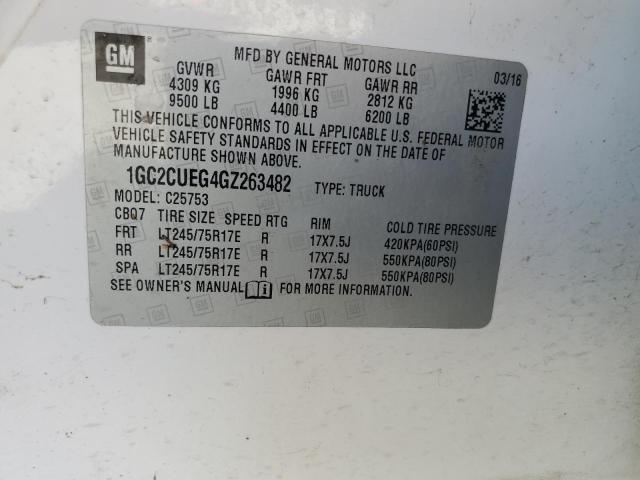 GM
MFD BY GENERAL MOTORS LLC
03/16
GVWR GAWR FRT GAWR RR
4309 KG 1996 KG 2812 KG
9500 LB 4400 LB 6200 LB
THIS VEHICLE CONFORMS TO ALL APPLICABLE U.S. FEDERAL MOTOR
VEHICLE SAFETY STANDARDS IN EFFECT ON THE DATE OF
MANUFACTURE SHOWN ABOVE.
1GC2CUEG4GZ263482 TYPE: TRUCK
MODEL: C25753
CBQ7 TIRE SIZE SPEED RTG RIM COLD TIRE PRESSURE
FRT LT245/75R17E R 17X7.5J 420KPA(60PSI)
RR LT245/75R17E R 17X7.5J 550KPA(80PSI)
SPA LT245/75R17E R 17X7.5J 550KPA(80PSI)
SEE OWNER'S MANUAL FOR MORE INFORMATION.